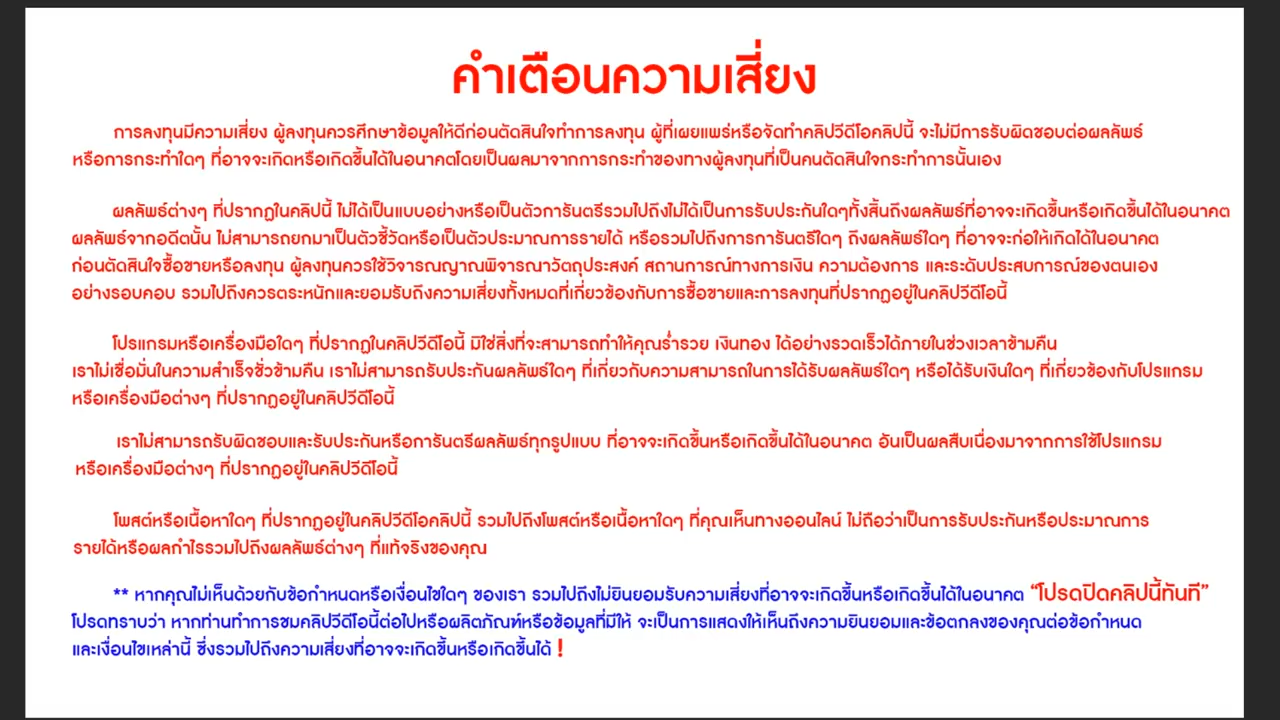 คำเตือนความเสี่ยง
การลงทุนมีความเสี่ยง ผู้ลงทุนควรศึกษาข้อมูลให้ดีก่อนตัดสินใจทำการลงทุน ผู้ที่เผยแพร่หรือจัดทำคลิปวีดีโอคลิปนี้ จะไม่มีการรับผิดชอบต่อผลลัพธ์
หรือการกระทำใดๆ ที่อาจจะเกิดหรือเกิดขึ้นได้ในอนาคตโดยเป็นผลมาจากการกระทำของทางผู้ลงทุนที่เป็นคนตัดสินใจกระทำการนั้นเอง
ผลลัพธ์ต่างๆ ที่ปรากฏในคลิปนี้ ไม่ได้เป็นแบบอย่างหรือเป็นตัวการันตรีรวมไปถึงไม่ได้เป็นการรับประกันใดๆทั้งสิ้นถึงผลลัพธ์ที่อาจจะเกิดขึ้นหรือเกิดขึ้นได้ในอนาคต
ผลลัพธ์จากอดีตนั้น ไม่สามารถยกมาเป็นตัวชี้วัดหรือเป็นตัวประมาณการรายได้ หรือรวมไปถึงการการันตรีใดๆ ถึงผลลัพธ์ใดๆ ที่อาจจะก่อให้เกิดได้ในอนาคต
ก่อนตัดสินใจซื้อขายหรือลงทุน ผู้ลงทุนควรใช้วิจารณญาณพิจารณาวัตถุประสงค์ สถานการณ์ทางการเงิน ความต้องการ และระดับประสบการณ์ของตนเอง
อย่างรอบคอบ รวมไปถึงควรตระหนักและยอมรับถึงความเสี่ยงทั้งหมดที่เกี่ยวข้องกับการซื้อขายและการลงทุนที่ปรากฏอยู่ในคลิปวีดีโอนี้
โปรแกรมหรือเครื่องมือใดๆ ที่ปรากฏในคลิปวีดีโอนี้ มิใช่สิ่งที่จะสามารถทำให้คุณร่ำรวย เงินทอง ได้อย่างรวดเร็วได้ภายในช่วงเวลาข้ามคืน
เราไม่เชื่อมั่นในความสำเร็จชั่วข้ามคืน เราไม่สามารถรับประกันผลลัพธ์ใดๆ ที่เกี่ยวกับความสามารถในการได้รับผลลัพธ์ใดๆ หรือได้รับเงินใดๆ ที่เกี่ยวข้องกับโปรแกรม
หรือเครื่องมือต่างๆ ที่ปรากฏอยู่ในคลิปวีดีโอนี้
เราไม่สามารถรับผิดชอบและรับประกันหรือการันตรีผลลัพธ์ทุกรูปแบบ ที่อาจจะเกิดขึ้นหรือเกิดขึ้นได้ในอนาคต อันเป็นผลสืบเนื่องมาจากการใช้โปรแกรม
หรือเครื่องมือต่างๆ ที่ปรากฏอยู่ในคลิปวีดีโอนี้
โพสต์หรือเนื้อหาใดๆ ที่ปรากฏอยู่ในคลิปวีดีโอคลิปนี้ รวมไปถึงโพสต์หรือเนื้อหาใดๆ ที่คุณเห็นทางออนไลน์ ไม่ถือว่าเป็นการรับประกันหรือประมาณการ
รายได้หรือผลกำไรรวมไปถึงผลลัพธ์ต่างๆ ที่แท้จริงของคุณ
** หากคุณไม่เห็นด้วยกับข้อกำหนดหรือเงื่อนไขใดๆ ของเรา รวมไปถึงไม่ยินยอมรับความเสี่ยงที่อาจจะเกิดขึ้นหรือเกิดขึ้นได้ในอนาคต “โปรดปิดคลิปนี้ทันที”
โปรดทราบว่า หากท่านทำการชมคลิปวีดีโอนี้ต่อไปหรือผลิตภัณฑ์หรือข้อมูลที่มีให้ จะเป็นการแสดงให้เห็นถึงความยินยอมและข้อตกลงของคุณต่อข้อกำหนด
และเงื่อนไขเหล่านี้ ซึ่งรวมไปถึงความเสี่ยงที่อาจจะเกิดขึ้นหรือเกิดขึ้นได้ !